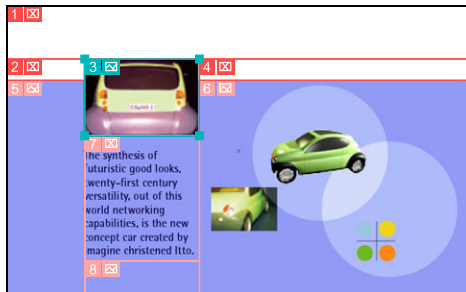 1
2
3
4
5
6
7
The synthesis of
futuristic good looks,
twenty-first century
versatility, out of this
world networking
capabilities, is the new
concept car created by
Imagine christened Itto.
8